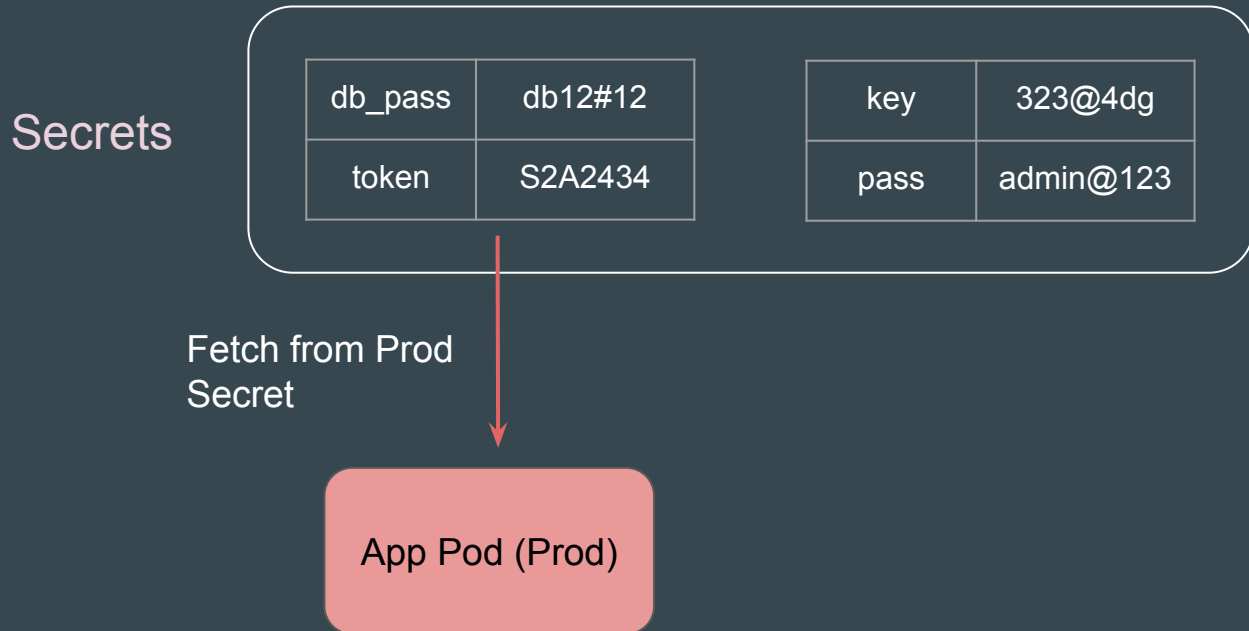 Secrets
db_pass db12#12
token S2A2434
key 323@4dg
pass admin@123
Fetch from Prod
Secret
App Pod (Prod)